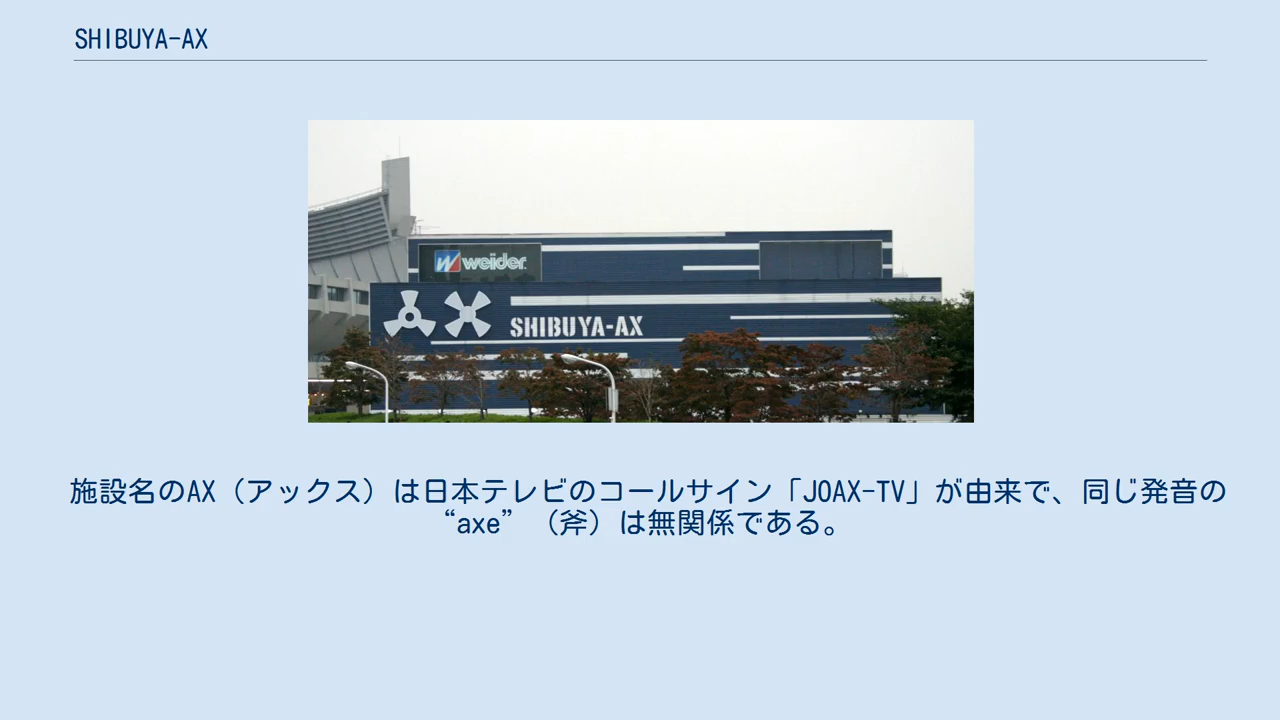 SHIBUYA-AX
weider
SHIBUYA-AX
施設名のAX（アックス）は日本テレビのコールサイン「JOAX-TV」が由来で、同じ発音の
“axe”（斧）は無関係である。